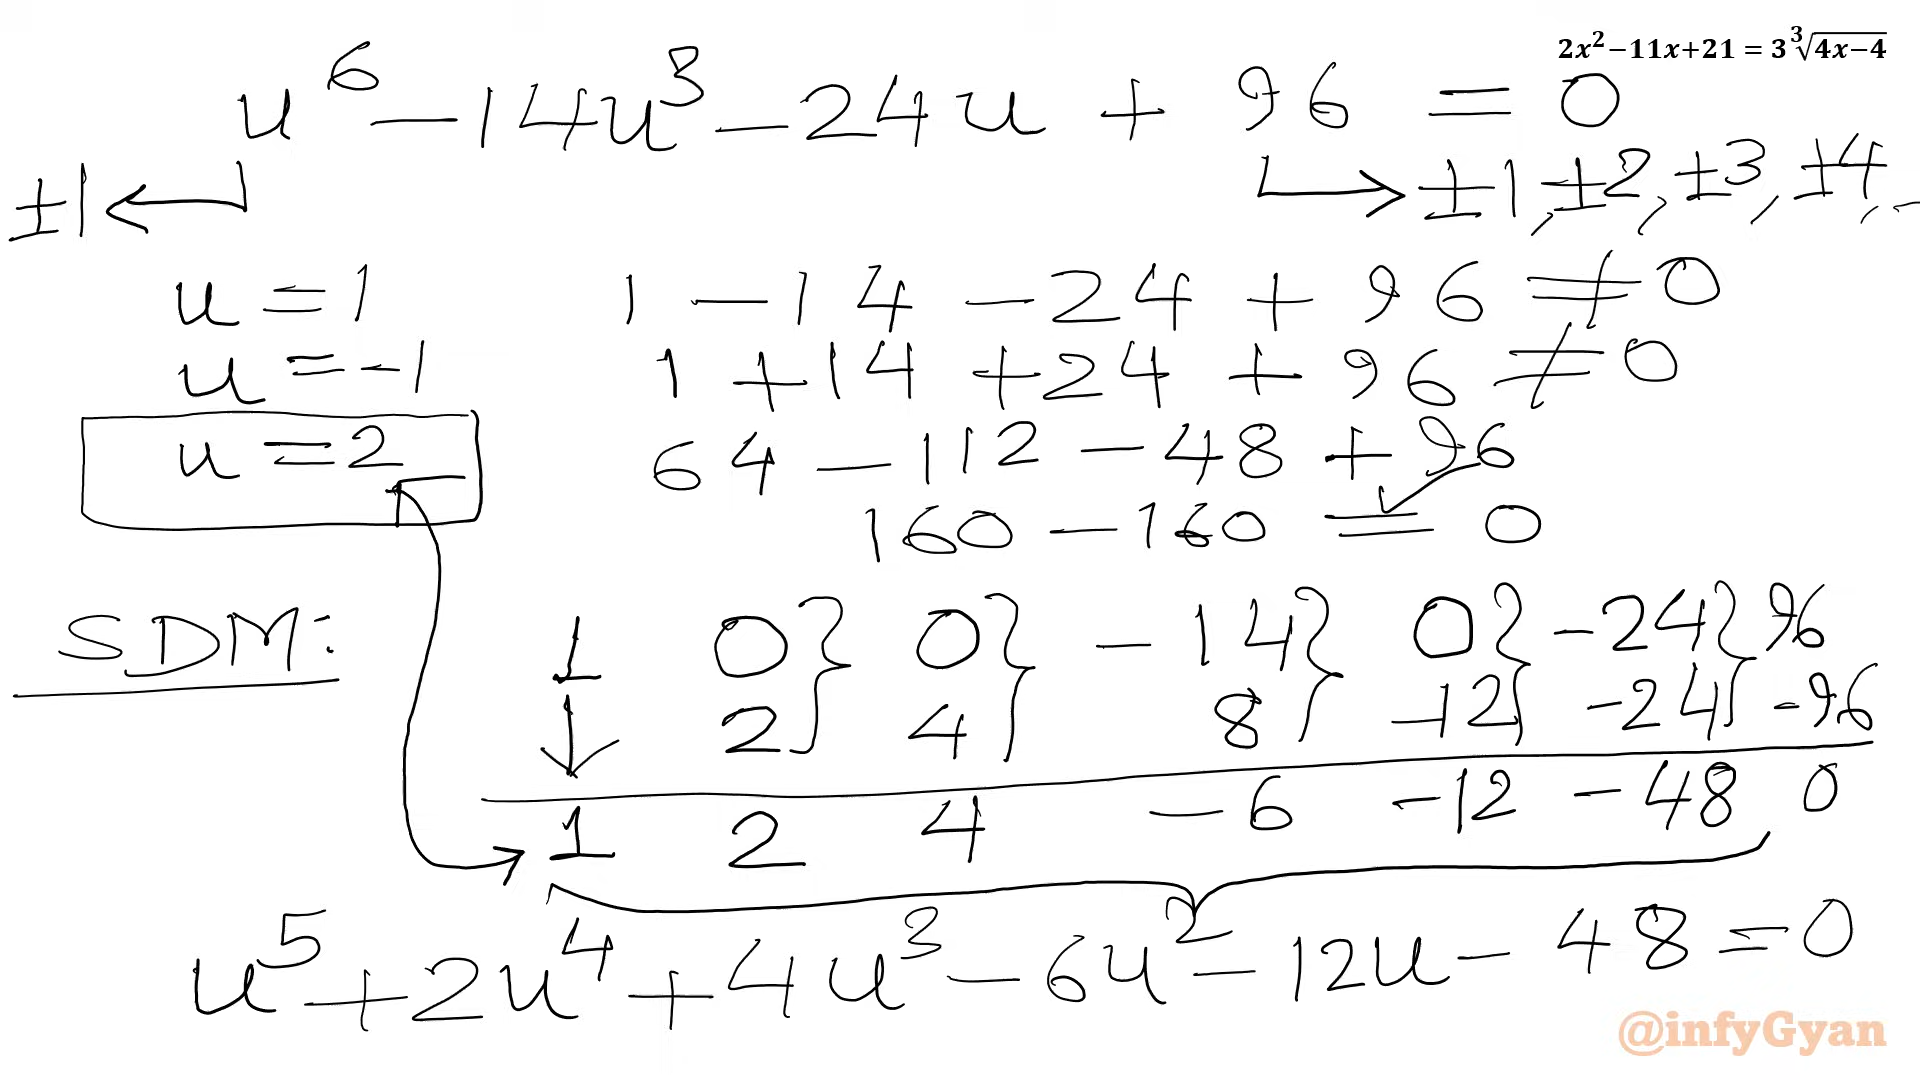 2x²−11x+21 = 3∛(4x−4)
u⁶ − 14u³ − 24u + 96 = 0
±1 ← → ±1, ±2, ±3, ±4, -
u = 1 1 − 14 − 24 + 96 ≠ 0
u = −1 1 + 14 + 24 + 96 ≠ 0
u = 2 64 − 112 − 48 + 96
160 − 160 = 0
SDM: 1 0 0 −14 0 −24 96
↓ 2 4 8 −12 −24 −96
1 2 4 −6 −12 −48 0
u⁵ + 2u⁴ + 4u³ − 6u² − 12u − 48 = 0
@infyGyan